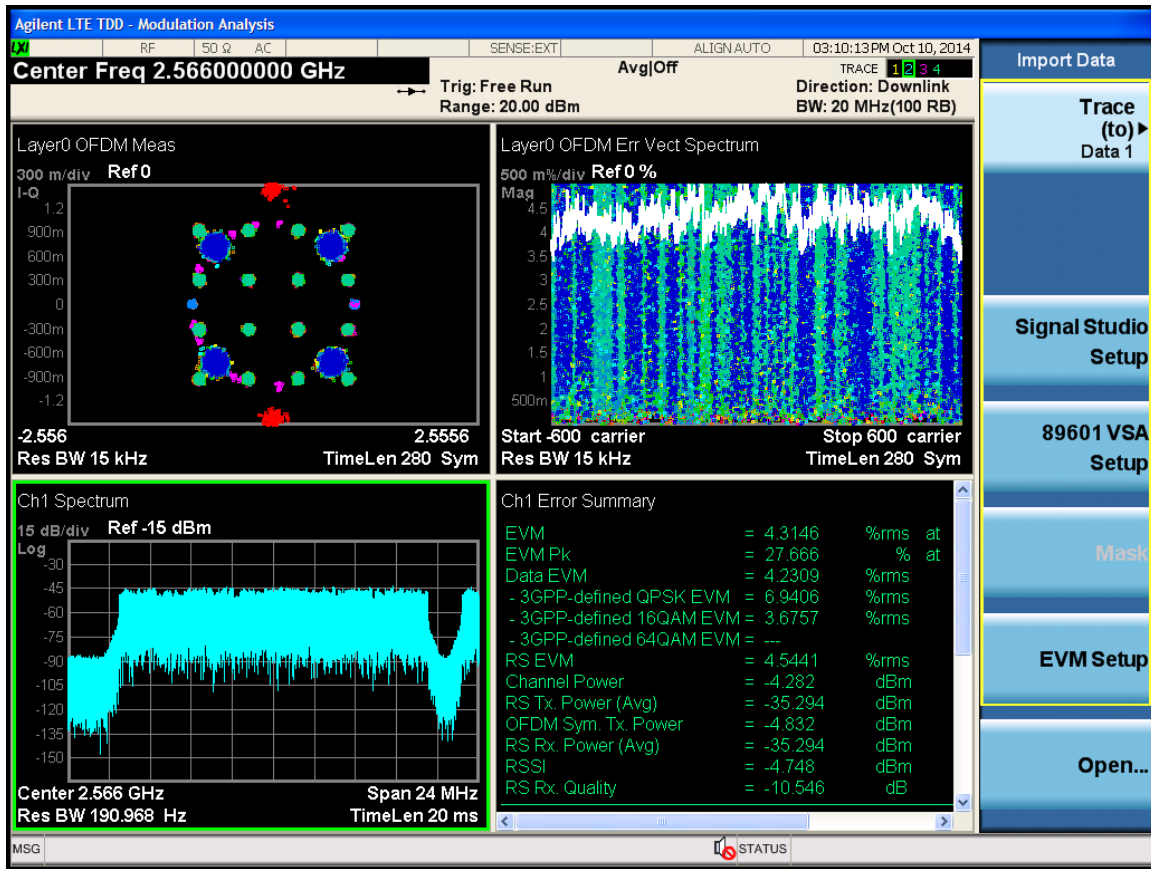 Agilent LTE TDD - Modulation Analysis
LXI RF 50 Ω AC SENSE:EXT ALIGN AUTO 03:10:13 PM Oct 10, 2014
Center Freq 2.566000000 GHz Avg|Off TRACE 1 2 3 4
Trig: Free Run Direction: Downlink
Range: 20.00 dBm BW: 20 MHz(100 RB)
Layer0 OFDM Meas
300 m/div Ref 0
I-Q
1.2
900m
600m
300m
0
-300m
-600m
-900m
-1.2
-2.556 2.5556
Res BW 15 kHz TimeLen 280 Sym
Layer0 OFDM Err Vect Spectrum
500 m%/div Ref 0 %
Mag
4.5
4
3.5
3
2.5
2
1.5
1
500m
Start -600 carrier Stop 600 carrier
Res BW 15 kHz TimeLen 280 Sym
Ch1 Spectrum
15 dB/div Ref -15 dBm
Log
-30
-45
-60
-75
-90
-105
-120
-135
-150
Center 2.566 GHz Span 24 MHz
Res BW 190.968 Hz TimeLen 20 ms
Ch1 Error Summary
EVM = 4.3146 %rms at
EVM Pk = 27.666 % at
Data EVM = 4.2309 %rms
- 3GPP-defined QPSK EVM = 6.9406 %rms
- 3GPP-defined 16QAM EVM = 3.6757 %rms
- 3GPP-defined 64QAM EVM = ---
RS EVM = 4.5441 %rms
Channel Power = -4.282 dBm
RS Tx. Power (Avg) = -35.294 dBm
OFDM Sym. Tx. Power = -4.832 dBm
RS Rx. Power (Avg) = -35.294 dBm
RSSI = -4.748 dBm
RS Rx. Quality = -10.546 dB
Import Data
Trace
(to)
Data 1
Signal Studio
Setup
89601 VSA
Setup
Mask
EVM Setup
Open...
MSG STATUS